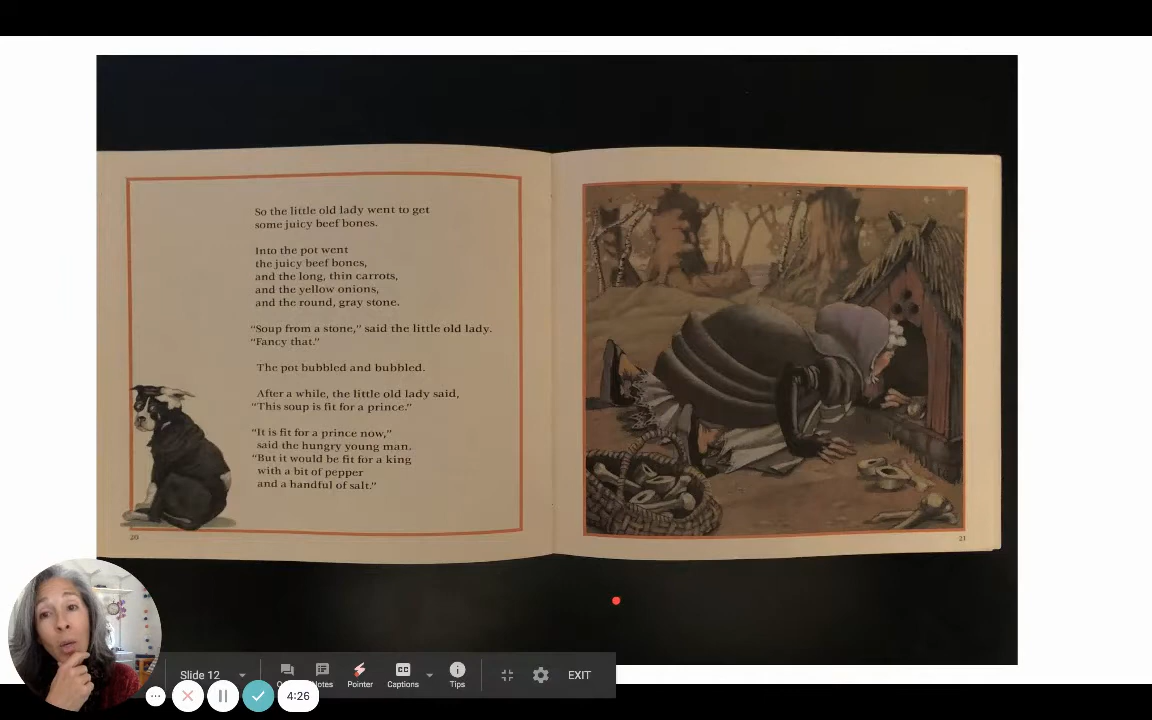 So the little old lady went to get
some juicy beef bones.
Into the pot went
the juicy beef bones,
and the long, thin carrots,
and the yellow onions,
and the round, gray stone.
“Soup from a stone,” said the little old lady.
“Fancy that.”
The pot bubbled and bubbled.
After a while, the little old lady said,
“This soup is fit for a prince.”
“It is fit for a prince now,”
said the hungry young man.
“But it would be fit for a king
with a bit of pepper
and a handful of salt.”
20
21
Slide 12
Notes
Pointer
CC
Captions
Tips
EXIT
4:26